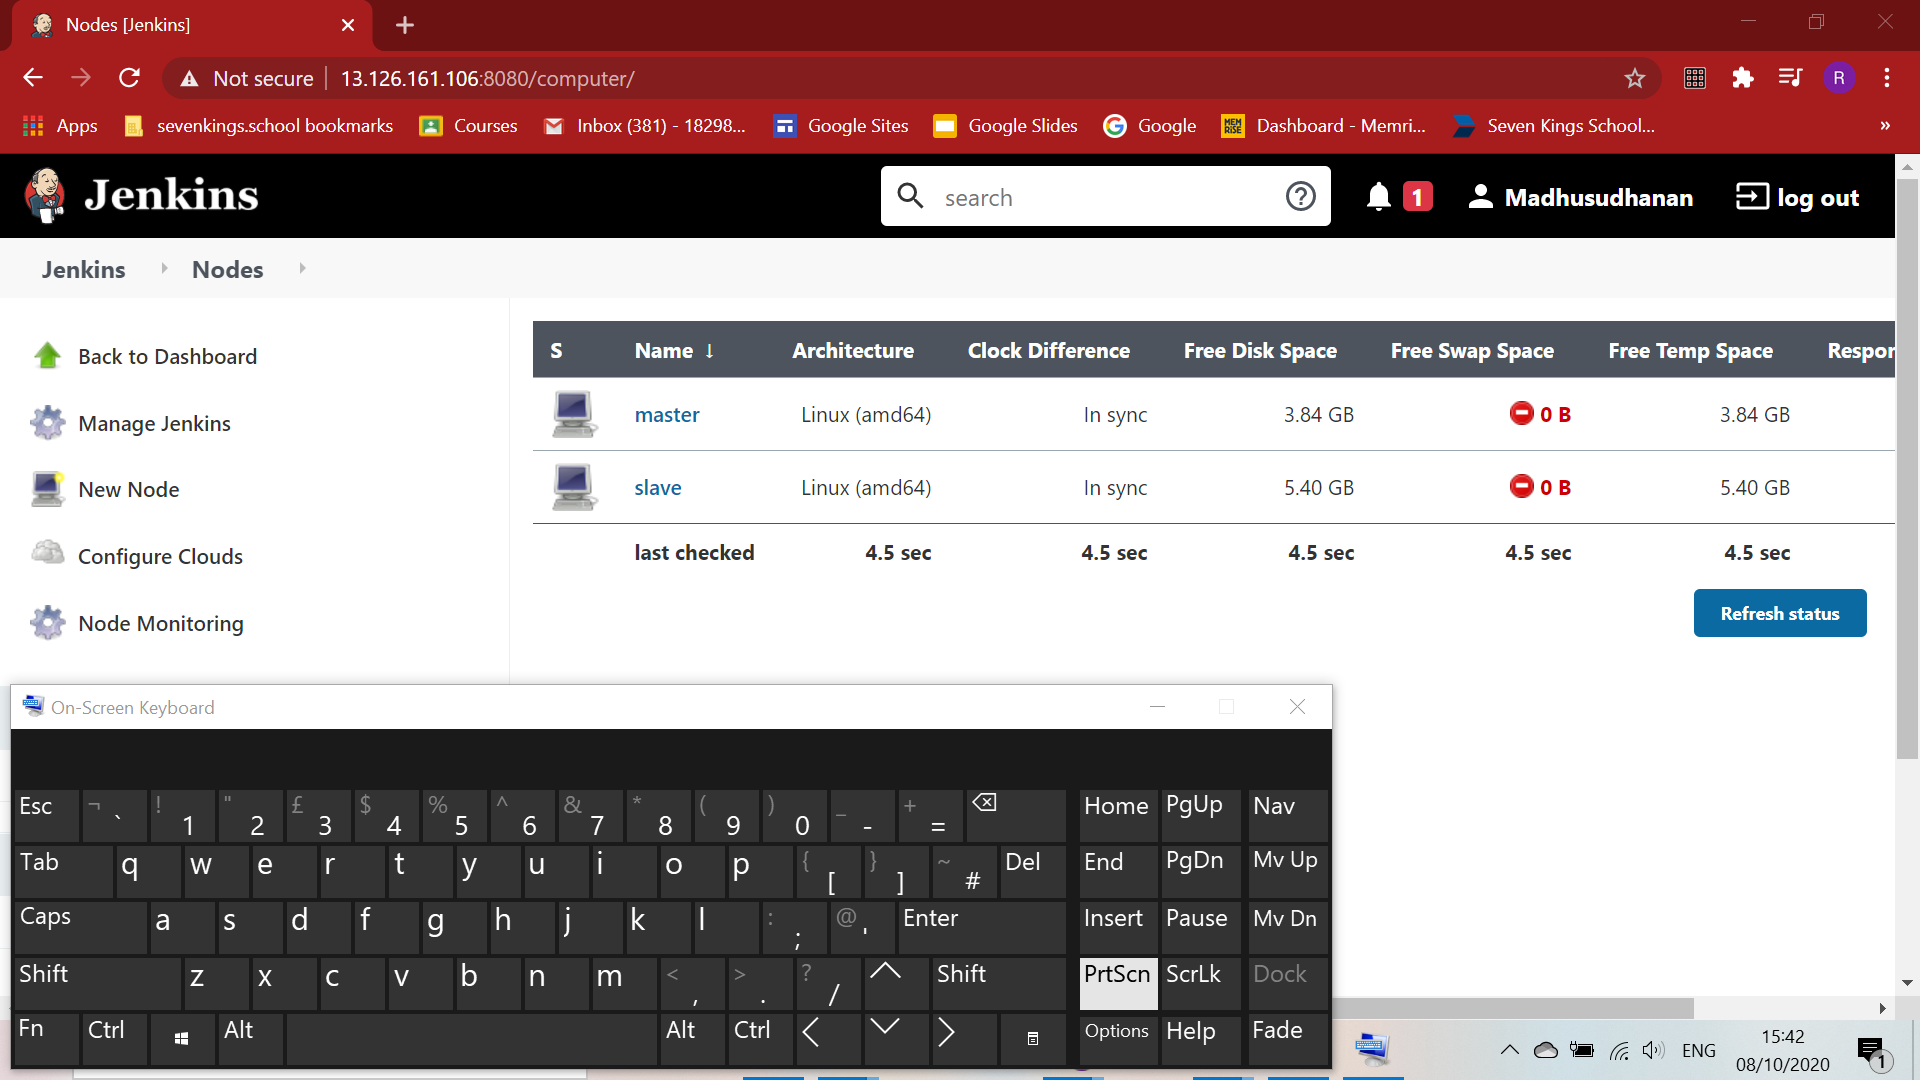 Nodes [Jenkins]
Not secure 13.126.161.106:8080/computer/
R
Apps sevenkings.school bookmarks Courses Inbox (381) - 18298... Google Sites Google Slides Google Dashboard - Memri... Seven Kings School... »
Jenkins search 1 Madhusudhanan log out
Jenkins Nodes
Back to Dashboard
Manage Jenkins
New Node
Configure Clouds
Node Monitoring
S Name ↓ Architecture Clock Difference Free Disk Space Free Swap Space Free Temp Space Respor
master Linux (amd64) In sync 3.84 GB 0 B 3.84 GB
slave Linux (amd64) In sync 5.40 GB 0 B 5.40 GB
last checked 4.5 sec 4.5 sec 4.5 sec 4.5 sec 4.5 sec
Refresh status
On-Screen Keyboard
Esc ¬ ` ! 1 " 2 £ 3 $ 4 % 5 ^ 6 & 7 * 8 ( 9 ) 0 _ - + = Home PgUp Nav
Tab q w e r t y u i o p { [ } ] ~ # Del End PgDn Mv Up
Caps a s d f g h j k l : ; @ ' Enter Insert Pause Mv Dn
Shift z x c v b n m < , > . ? / Shift PrtScn ScrLk Dock
Fn Ctrl Alt Alt Ctrl Options Help Fade
ENG 15:42
08/10/2020
1